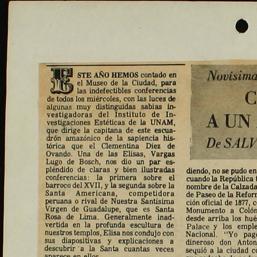 ESTE AÑO HEMOS contado en
el Museo de la Ciudad, para
las indefectibles conferencias
de todos los miércoles, con las luces de
algunas muy distinguidas sabias in-
vestigadoras del Instituto de In-
vestigaciones Estéticas de la UNAM,
que dirige la capitana de este escua-
drón amazónico de la sapiencia his-
tórica que el Clementina Díez de
Ovando. Una de las Elisas, Vargas
Lugo de Bosch, nos dio un par es-
pléndido de claras y bien ilustradas
conferencias: la primera sobre el
barroco del XVII, y la segunda sobre la
Santa Americana, competidora
peruana o rival de Nuestra Santísima
Virgen de Guadalupe, que es Santa
Rosa de Lima. Generalmente inad-
vertida en la profunda escultura de
nuestros templos, Elisa nos condujo con
sus diapositivas y explicaciones a
descubrir a la Santa cuantas veces
aparece en ellos
Novísima
C
A UN
De SALV
diendo, no se pudo en
cuando la República
nombre de la Calzada
de Paseo de la Refor
ción oficial de 1877, c
Monumento a Colón
desde arriba los hué
Palace y los emple
Nacional. "Yo pag
dineroso don Anton
sequió a la ciudad co